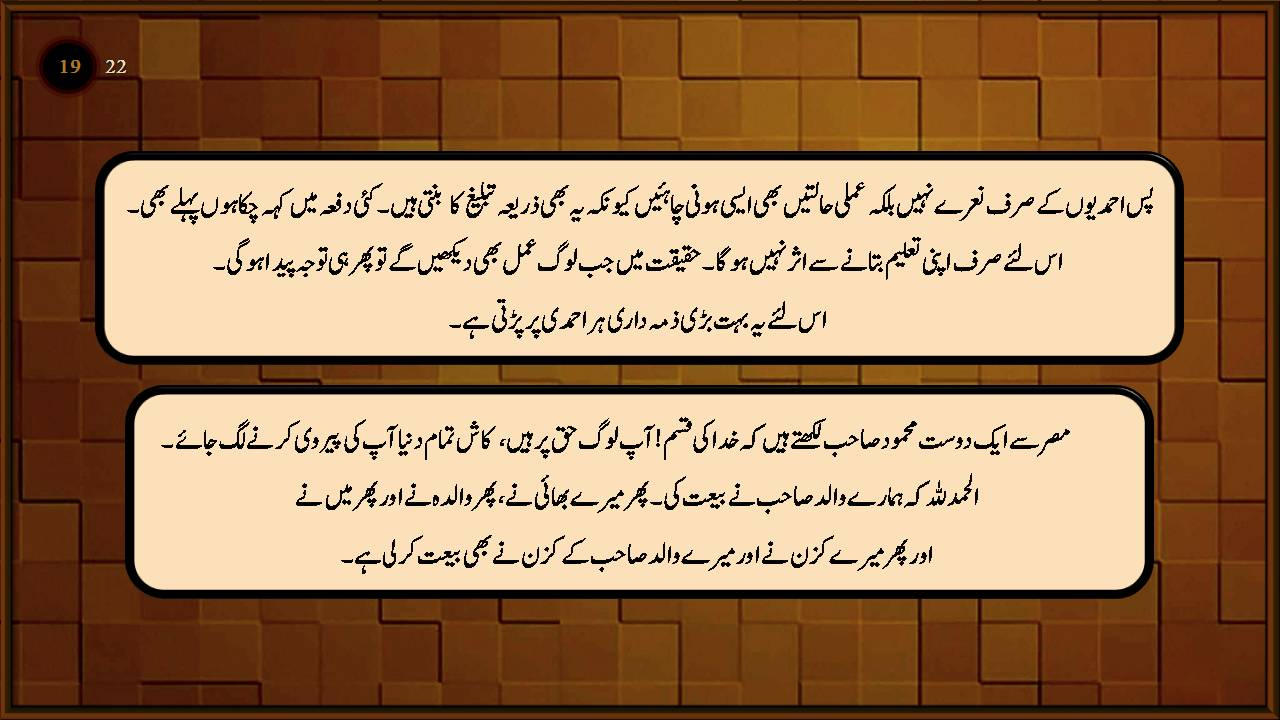 19 22
پس احمدیوں کے صرف نعرے نہیں بلکہ عملی حالتیں بھی ایسی ہونی چاہئیں کیونکہ یہ بھی ذریعہ تبلیغ کا بنتی ہیں۔ کئی دفعہ میں کہہ چکا ہوں پہلے بھی۔
اس لئے صرف اپنی تعلیم بتانے سے اثر نہیں ہو گا۔ حقیقت میں جب لوگ عمل بھی دیکھیں گے تو پھر ہی توجہ پیدا ہو گی۔
اس لئے یہ بہت بڑی ذمہ داری ہر احمدی پر پڑتی ہے۔
مصر سے ایک دوست محمود صاحب لکھتے ہیں کہ خدا کی قسم! آپ لوگ حق پر ہیں، کاش تمام دنیا آپ کی پیروی کرنے لگ جائے۔
الحمد للہ کہ ہمارے والد صاحب نے بیعت کی۔ پھر میرے بھائی نے، پھر والدہ نے اور پھر میں نے
اور پھر میرے کزن نے اور میرے والد صاحب کے کزن نے بھی بیعت کرلی ہے۔